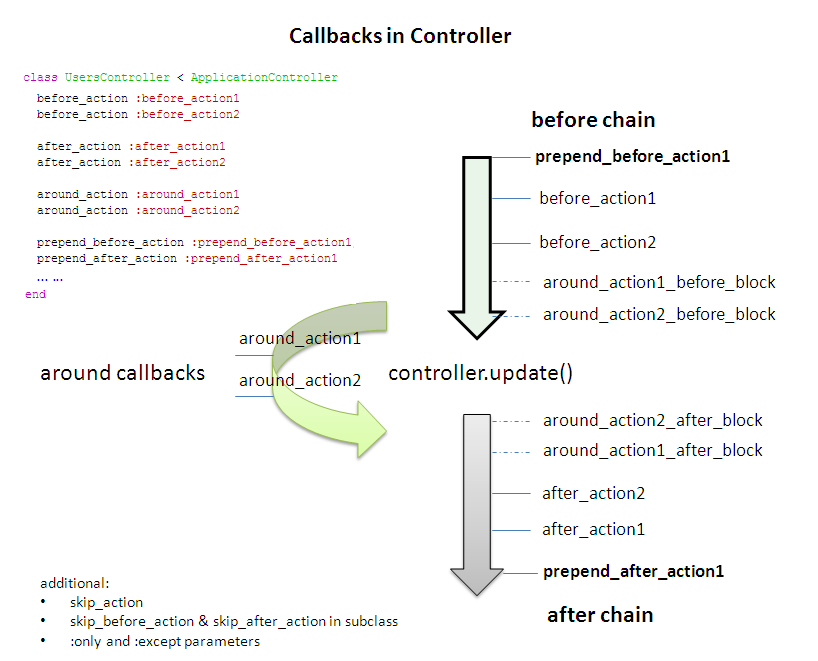 Callbacks in Controller
class UsersController < ApplicationController
before_action :before_action1
before_action :before_action2
after_action :after_action1
after_action :after_action2
around_action :around_action1
around_action :around_action2
prepend_before_action :prepend_before_action1
prepend_after_action :prepend_after_action1
... ...
end
before chain
prepend_before_action1
before_action1
before_action2
around_action1_before_block
around_action2_before_block
around callbacks
around_action1
around_action2
controller.update()
around_action2_after_block
around_action1_after_block
after_action2
after_action1
prepend_after_action1
after chain
additional:
• skip_action
• skip_before_action & skip_after_action in subclass
• :only and :except parameters